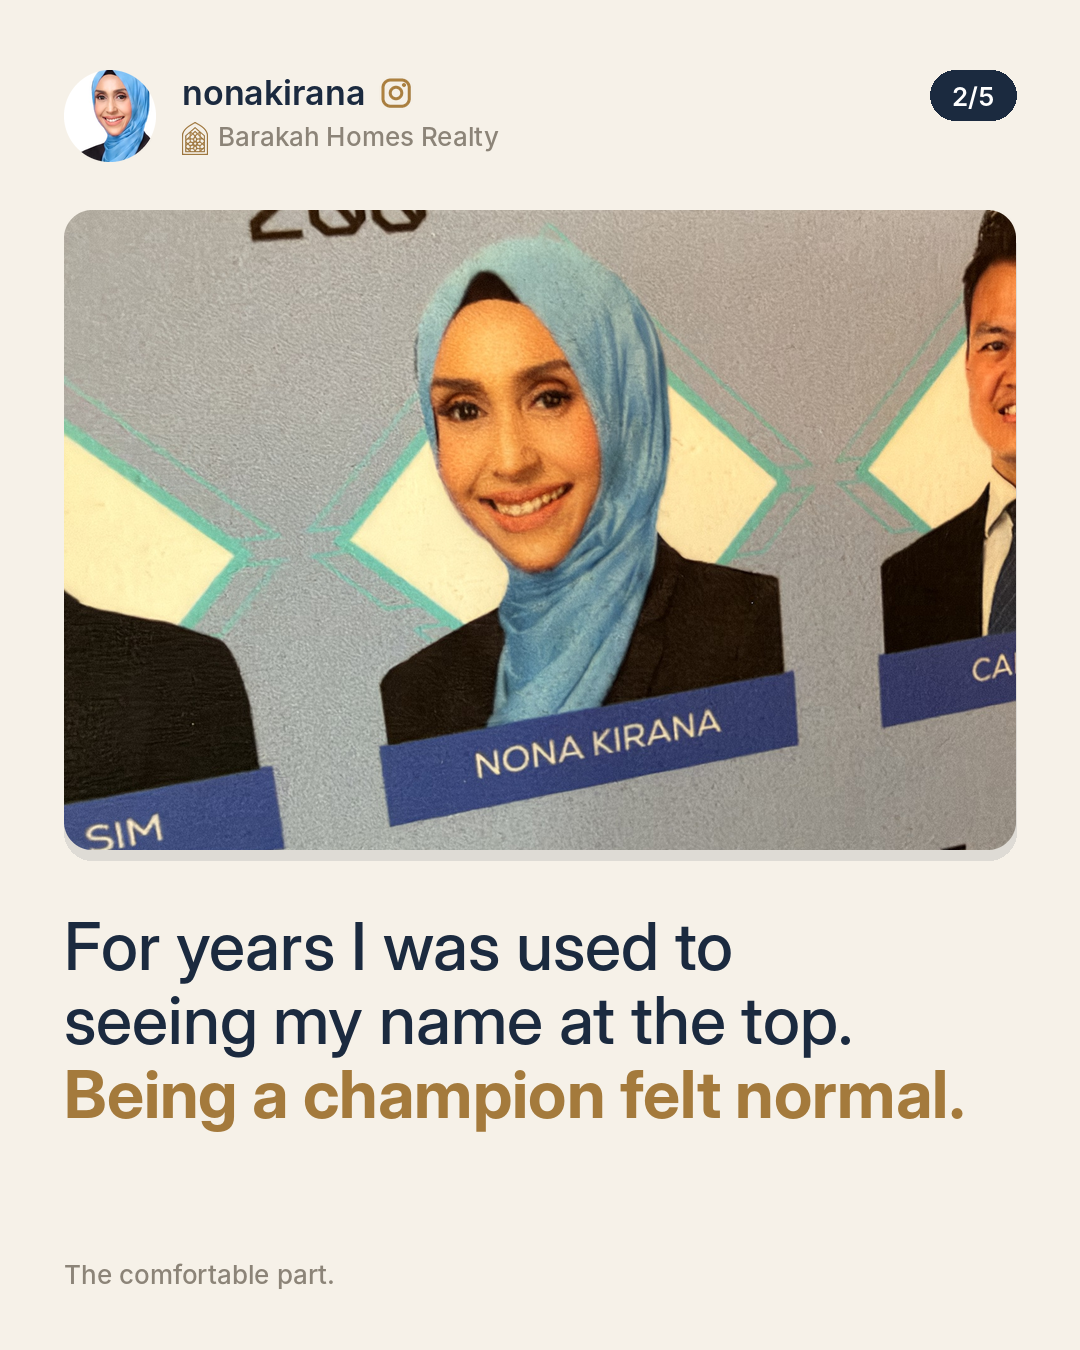 nonakirana
Barakah Homes Realty
2/5
NONA KIRANA
SIM
For years I was used to
seeing my name at the top.
Being a champion felt normal.
The comfortable part.